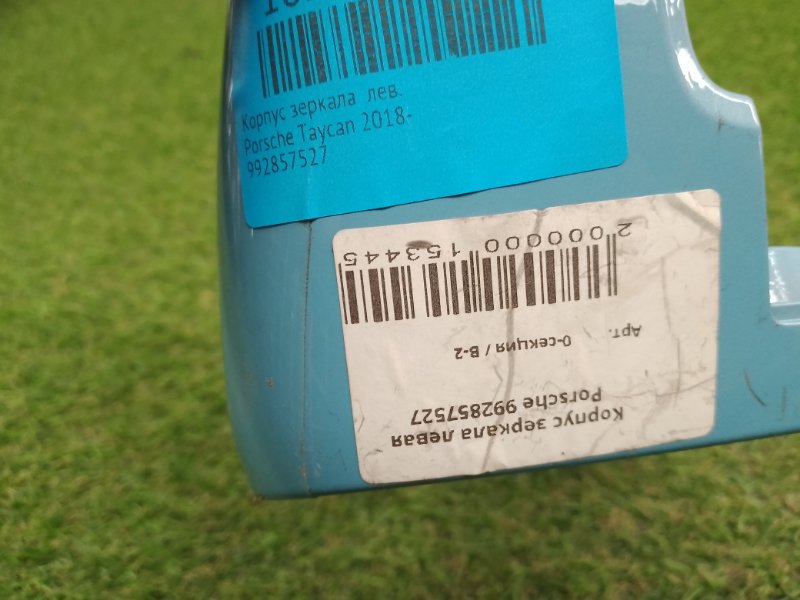 Корпус зеркала лев.
Porsche Taycan 2018-
992857527
Корпус зеркала левая
Porsche 992857527
0-секция / В-2
Арт.
2 000000 153445